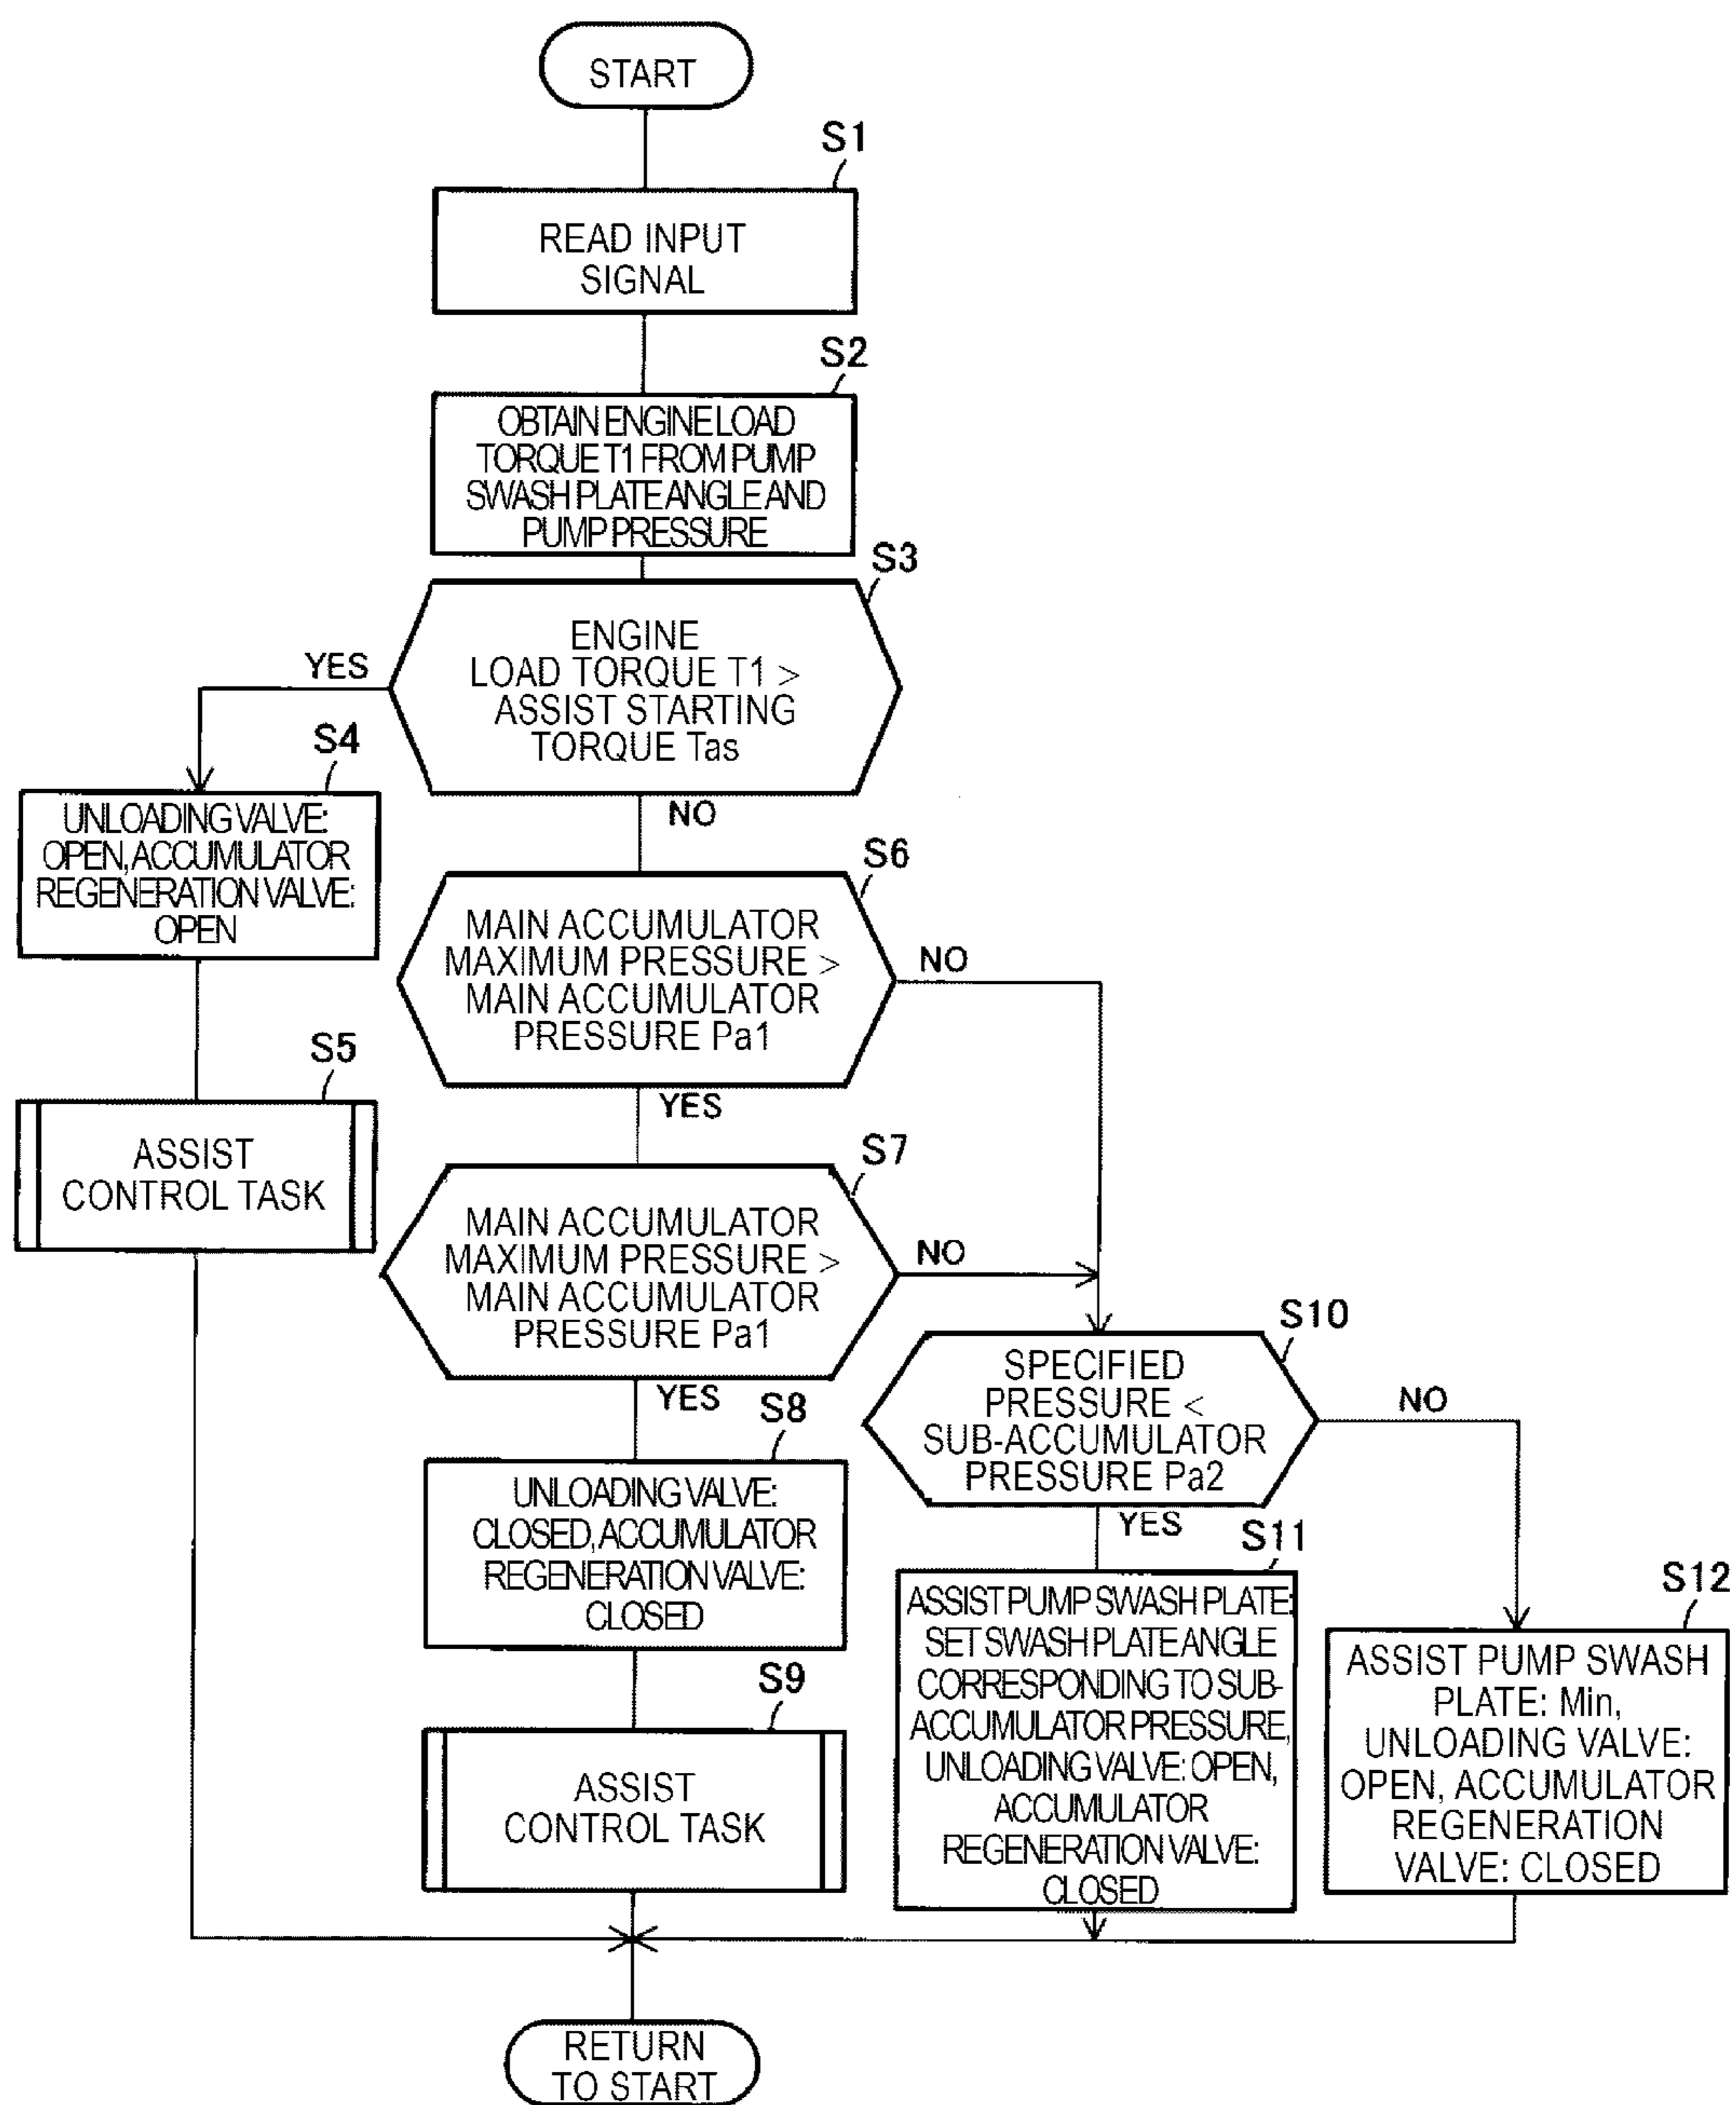 START
S1
READ INPUT
SIGNAL
S2
OBTAIN ENGINE LOAD
TORQUE T1 FROM PUMP
SWASH PLATE ANGLE AND
PUMP PRESSURE
S3
ENGINE
LOAD TORQUE T1 >
ASSIST STARTING
TORQUE Tas
YES
NO
S4
UNLOADING VALVE:
OPEN, ACCUMULATOR
REGENERATION VALVE:
OPEN
S5
ASSIST
CONTROL TASK
S6
MAIN ACCUMULATOR
MAXIMUM PRESSURE >
MAIN ACCUMULATOR
PRESSURE Pa1
NO
YES
S7
MAIN ACCUMULATOR
MAXIMUM PRESSURE >
MAIN ACCUMULATOR
PRESSURE Pa1
NO
YES
S8
UNLOADING VALVE:
CLOSED, ACCUMULATOR
REGENERATION VALVE:
CLOSED
S9
ASSIST
CONTROL TASK
S10
SPECIFIED
PRESSURE <
SUB-ACCUMULATOR
PRESSURE Pa2
NO
YES
S11
ASSIST PUMP SWASH PLATE:
SET SWASH PLATE ANGLE
CORRESPONDING TO SUB-
ACCUMULATOR PRESSURE,
UNLOADING VALVE: OPEN,
ACCUMULATOR
REGENERATION VALVE:
CLOSED
S12
ASSIST PUMP SWASH
PLATE: Min,
UNLOADING VALVE:
OPEN, ACCUMULATOR
REGENERATION
VALVE: CLOSED
RETURN
TO START